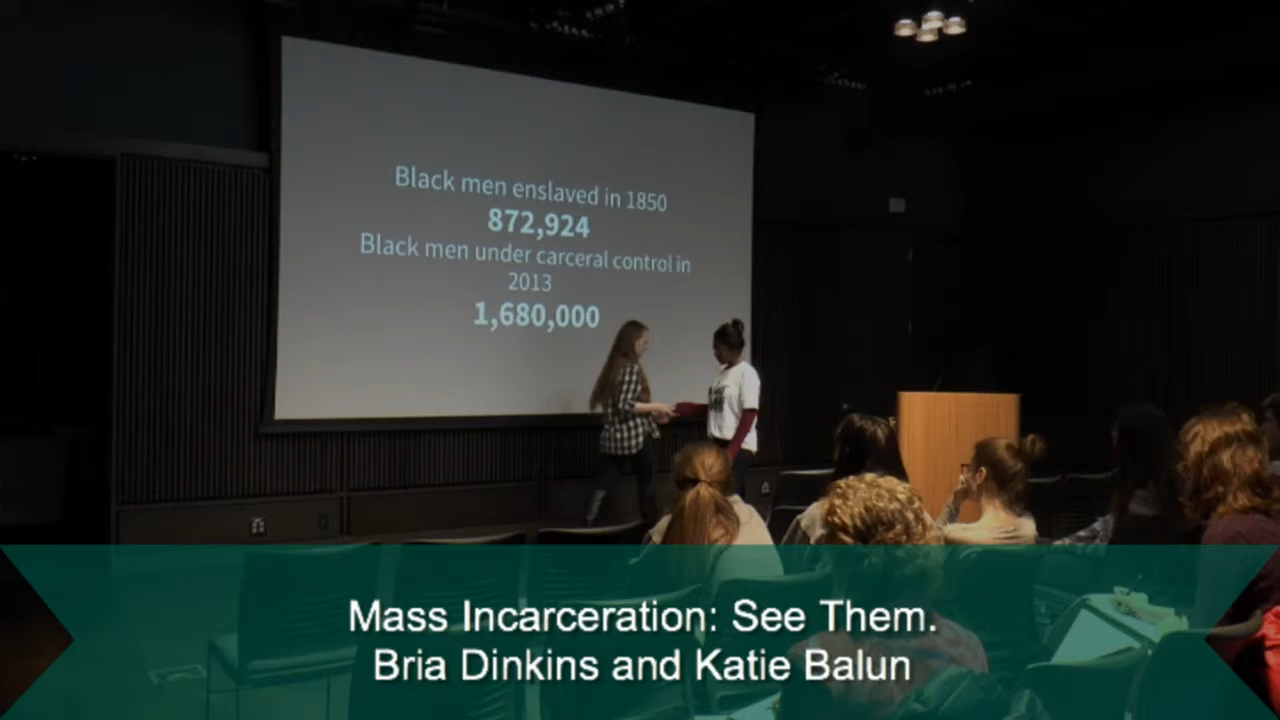 Black men enslaved in 1850
872,924
Black men under carceral control in
2013
1,680,000
Mass Incarceration: See Them.
Bria Dinkins and Katie Balun